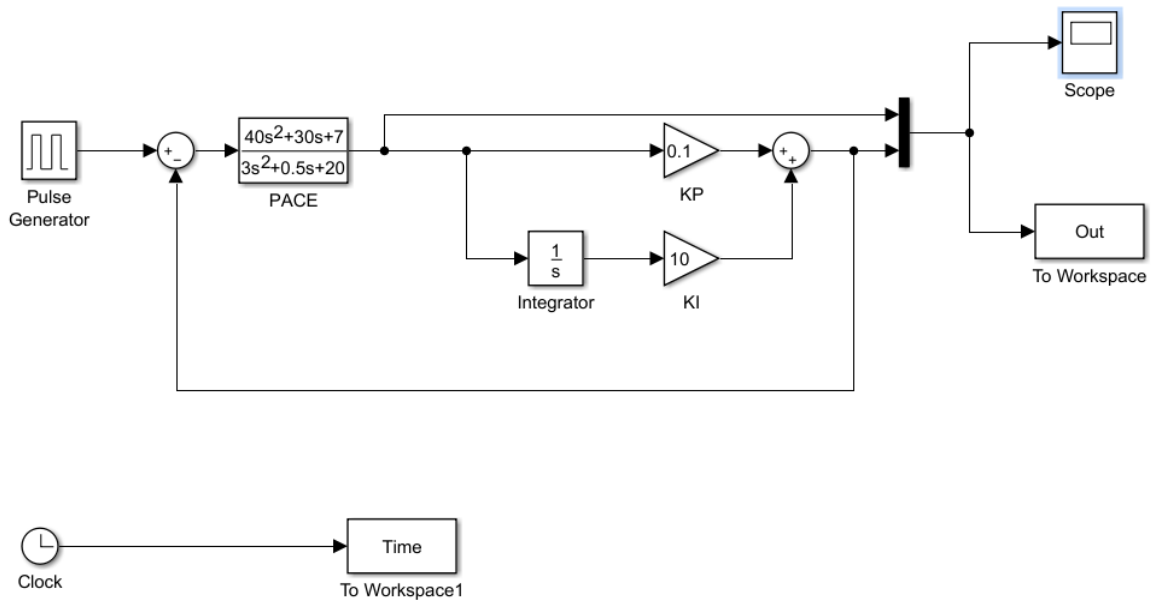 Scope
Pulse
Generator
+
−
40s2+30s+7
3s2+0.5s+20
PACE
0.1
KP
+
+
1
s
Integrator
10
KI
Out
To Workspace
Clock
Time
To Workspace1